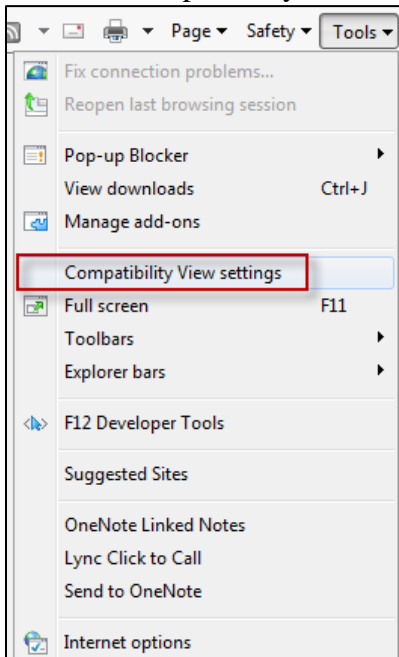 Page Safety Tools
Fix connection problems...
Reopen last browsing session
Pop-up Blocker
View downloads Ctrl+J
Manage add-ons
Compatibility View settings
Full screen F11
Toolbars
Explorer bars
F12 Developer Tools
Suggested Sites
OneNote Linked Notes
Lync Click to Call
Send to OneNote
Internet options